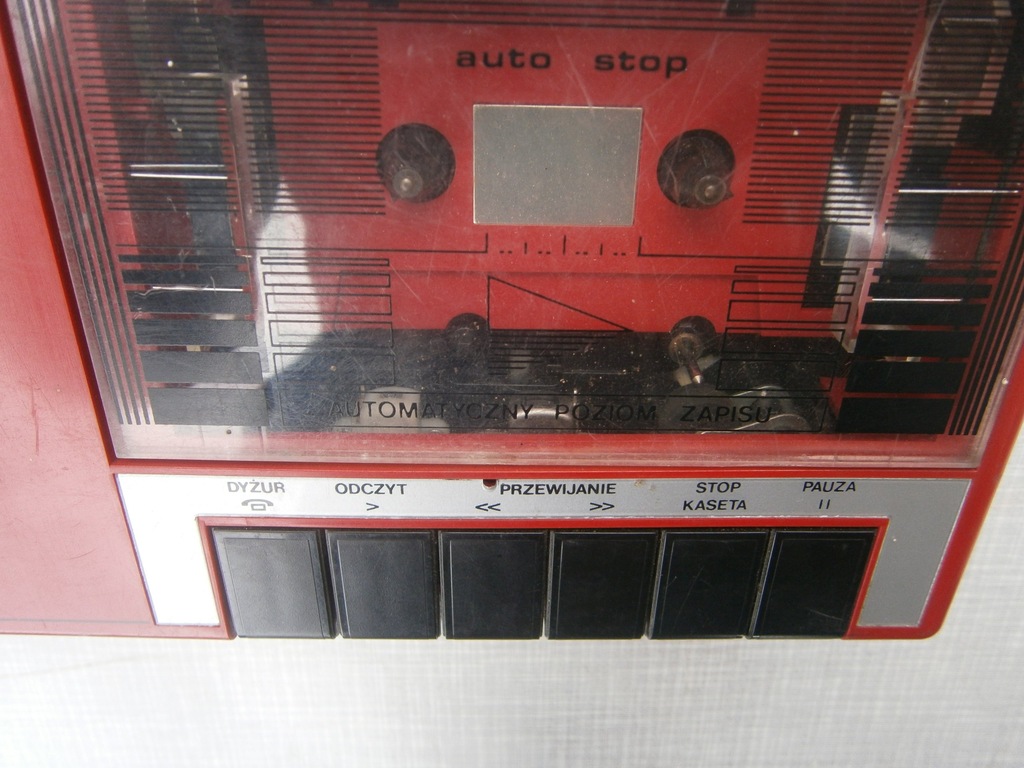 auto stop
AUTOMATYCZNY POZIOM ZAPISU
DYŻUR ODCZYT PRZEWIJANIE STOP PAUZA
> << >> KASETA II